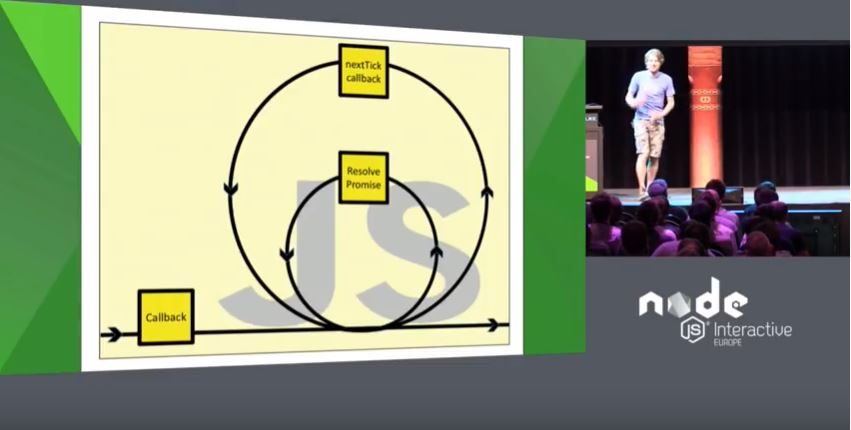 nextTick
callback
Resolve
Promise
JS
Callback
node
JS Interactive
EUROPE